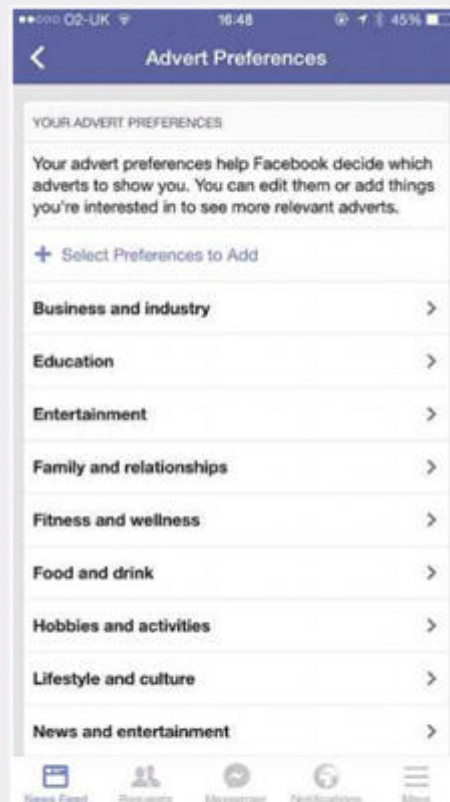 O2-UK 16:48 45%
Advert Preferences
YOUR ADVERT PREFERENCES
Your advert preferences help Facebook decide which
adverts to show you. You can edit them or add things
you're interested in to see more relevant adverts.
+ Select Preferences to Add
Business and industry
Education
Entertainment
Family and relationships
Fitness and wellness
Food and drink
Hobbies and activities
Lifestyle and culture
News and entertainment
News Feed Requests Messenger Notifications More